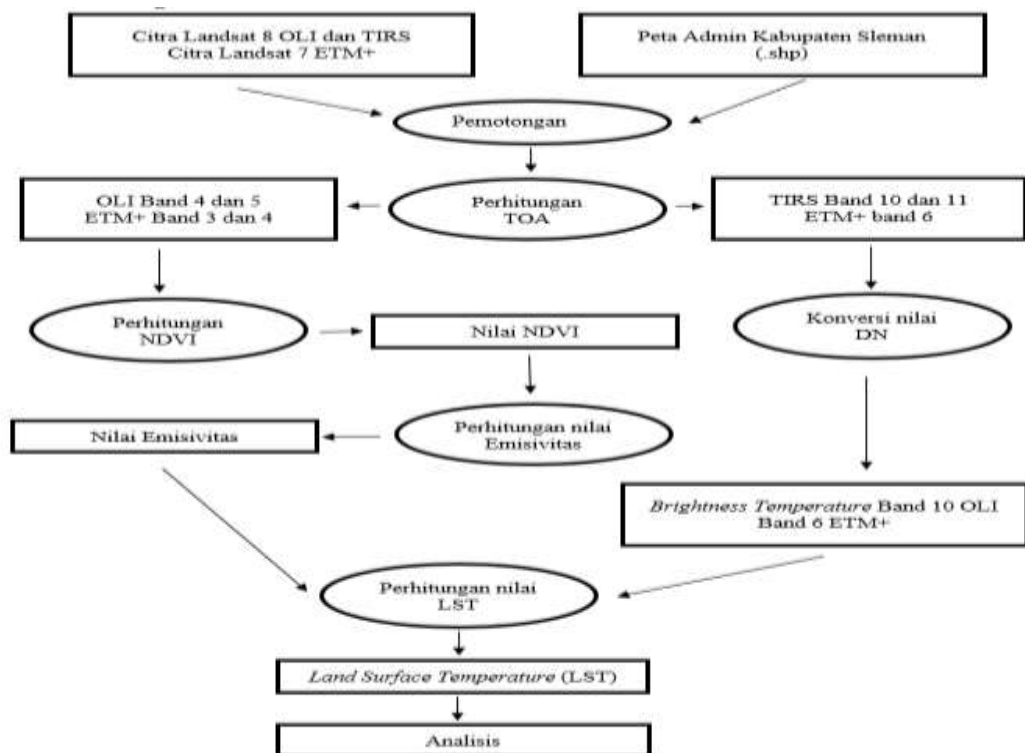 Citra Landsat 8 OLI dan TIRS
Citra Landsat 7 ETM+
Peta Admin Kabupaten Sleman
(.shp)
Pemotongan
OLI Band 4 dan 5
ETM+ Band 3 dan 4
Perhitungan
TOA
TIRS Band 10 dan 11
ETM+ band 6
Perhitungan
NDVI
Nilai NDVI
Konversi nilai
DN
Nilai Emisivitas
Perhitungan nilai
Emisivitas
Brightness Temperature Band 10 OLI
Band 6 ETM+
Perhitungan nilai
LST
Land Surface Temperature (LST)
Analisis